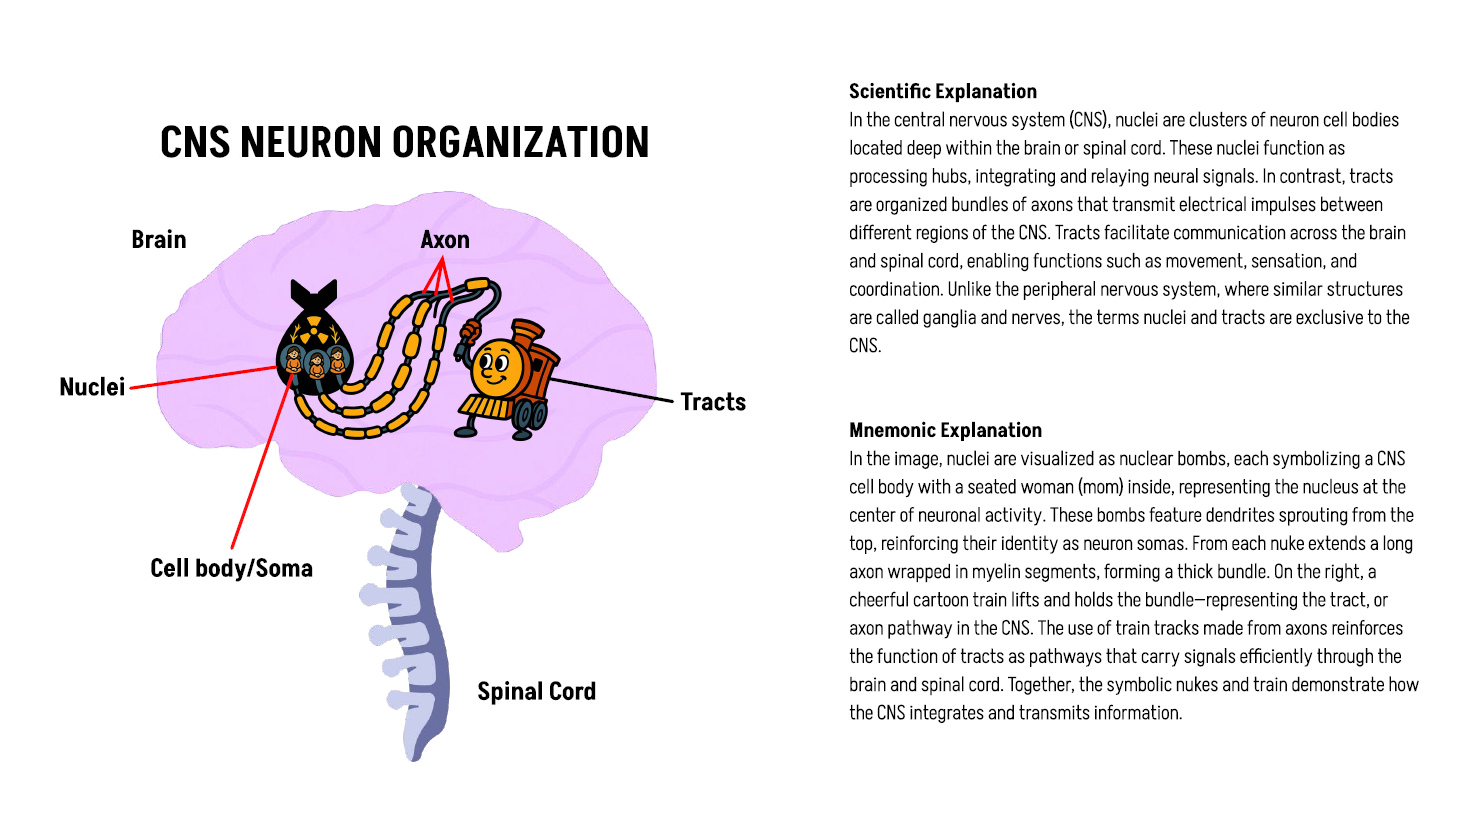 CNS NEURON ORGANIZATION
Brain
Axon
Nuclei
Tracts
Cell body/Soma
Spinal Cord
Scientific Explanation
In the central nervous system (CNS), nuclei are clusters of neuron cell bodies
located deep within the brain or spinal cord. These nuclei function as
processing hubs, integrating and relaying neural signals. In contrast, tracts
are organized bundles of axons that transmit electrical impulses between
different regions of the CNS. Tracts facilitate communication across the brain
and spinal cord, enabling functions such as movement, sensation, and
coordination. Unlike the peripheral nervous system, where similar structures
are called ganglia and nerves, the terms nuclei and tracts are exclusive to the
CNS.
Mnemonic Explanation
In the image, nuclei are visualized as nuclear bombs, each symbolizing a CNS
cell body with a seated woman (mom) inside, representing the nucleus at the
center of neuronal activity. These bombs feature dendrites sprouting from the
top, reinforcing their identity as neuron somas. From each nuke extends a long
axon wrapped in myelin segments, forming a thick bundle. On the right, a
cheerful cartoon train lifts and holds the bundle—representing the tract, or
axon pathway in the CNS. The use of train tracks made from axons reinforces
the function of tracts as pathways that carry signals efficiently through the
brain and spinal cord. Together, the symbolic nukes and train demonstrate how
the CNS integrates and transmits information.